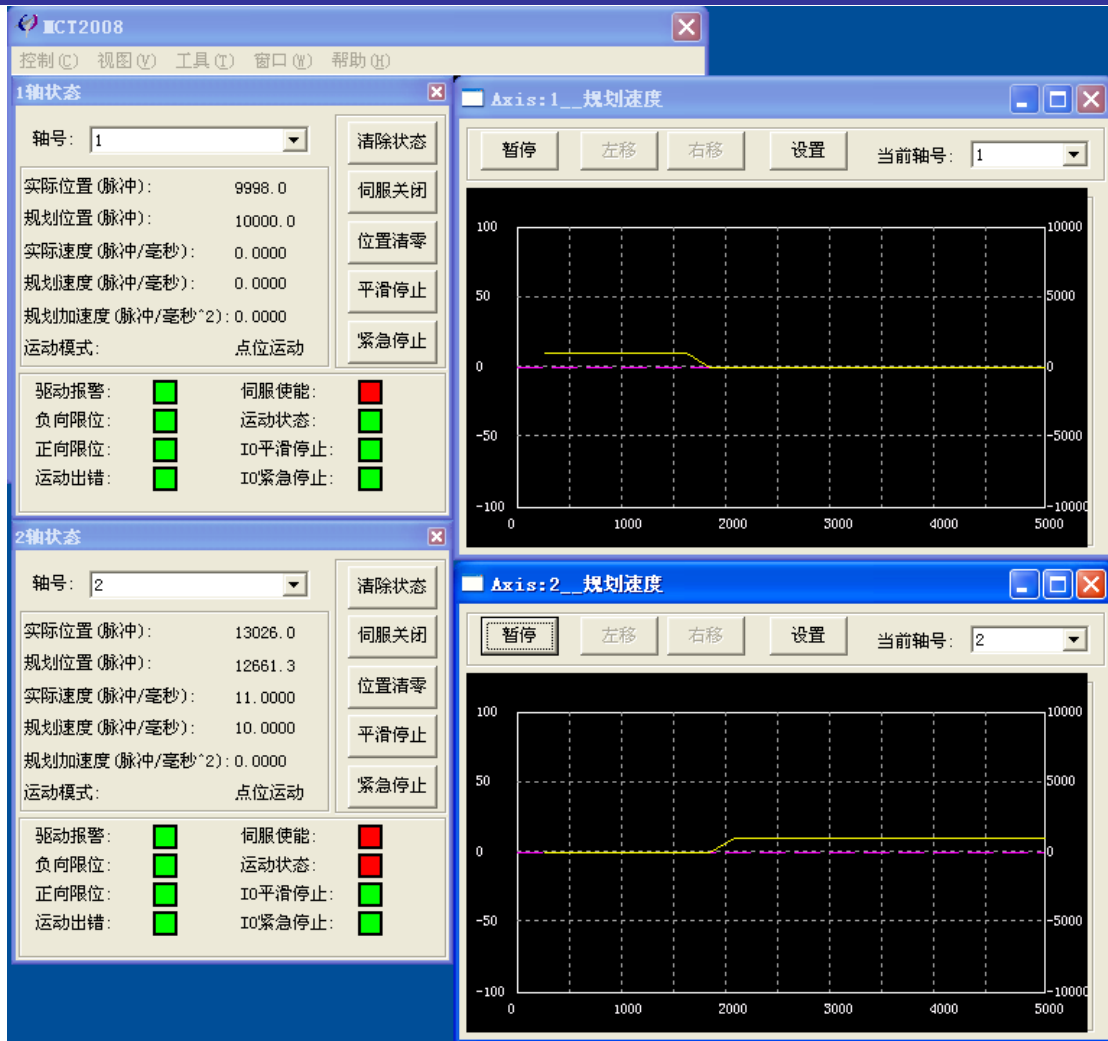 MCT2008
控制(C) 视图(V) 工具(T) 窗口(W) 帮助(H)
1轴状态
轴号: 1
清除状态
实际位置(脉冲): 9998.0
伺服关闭
规划位置(脉冲): 10000.0
位置清零
实际速度(脉冲/毫秒): 0.0000
规划速度(脉冲/毫秒): 0.0000
平滑停止
规划加速度(脉冲/毫秒^2): 0.0000
紧急停止
运动模式: 点位运动
驱动报警: 伺服使能:
负向限位: 运动状态:
正向限位: IO平滑停止:
运动出错: IO紧急停止:
Axis:1__规划速度
暂停 左移 右移 设置 当前轴号: 1
100 10000
50 5000
0 0
-50 -5000
-100 -10000
0 1000 2000 3000 4000 5000
2轴状态
轴号: 2
清除状态
实际位置(脉冲): 13026.0
伺服关闭
规划位置(脉冲): 12661.3
位置清零
实际速度(脉冲/毫秒): 11.0000
规划速度(脉冲/毫秒): 10.0000
平滑停止
规划加速度(脉冲/毫秒^2): 0.0000
紧急停止
运动模式: 点位运动
驱动报警: 伺服使能:
负向限位: 运动状态:
正向限位: IO平滑停止:
运动出错: IO紧急停止:
Axis:2__规划速度
暂停 左移 右移 设置 当前轴号: 2
100 10000
50 5000
0 0
-50 -5000
-100 -10000
0 1000 2000 3000 4000 5000